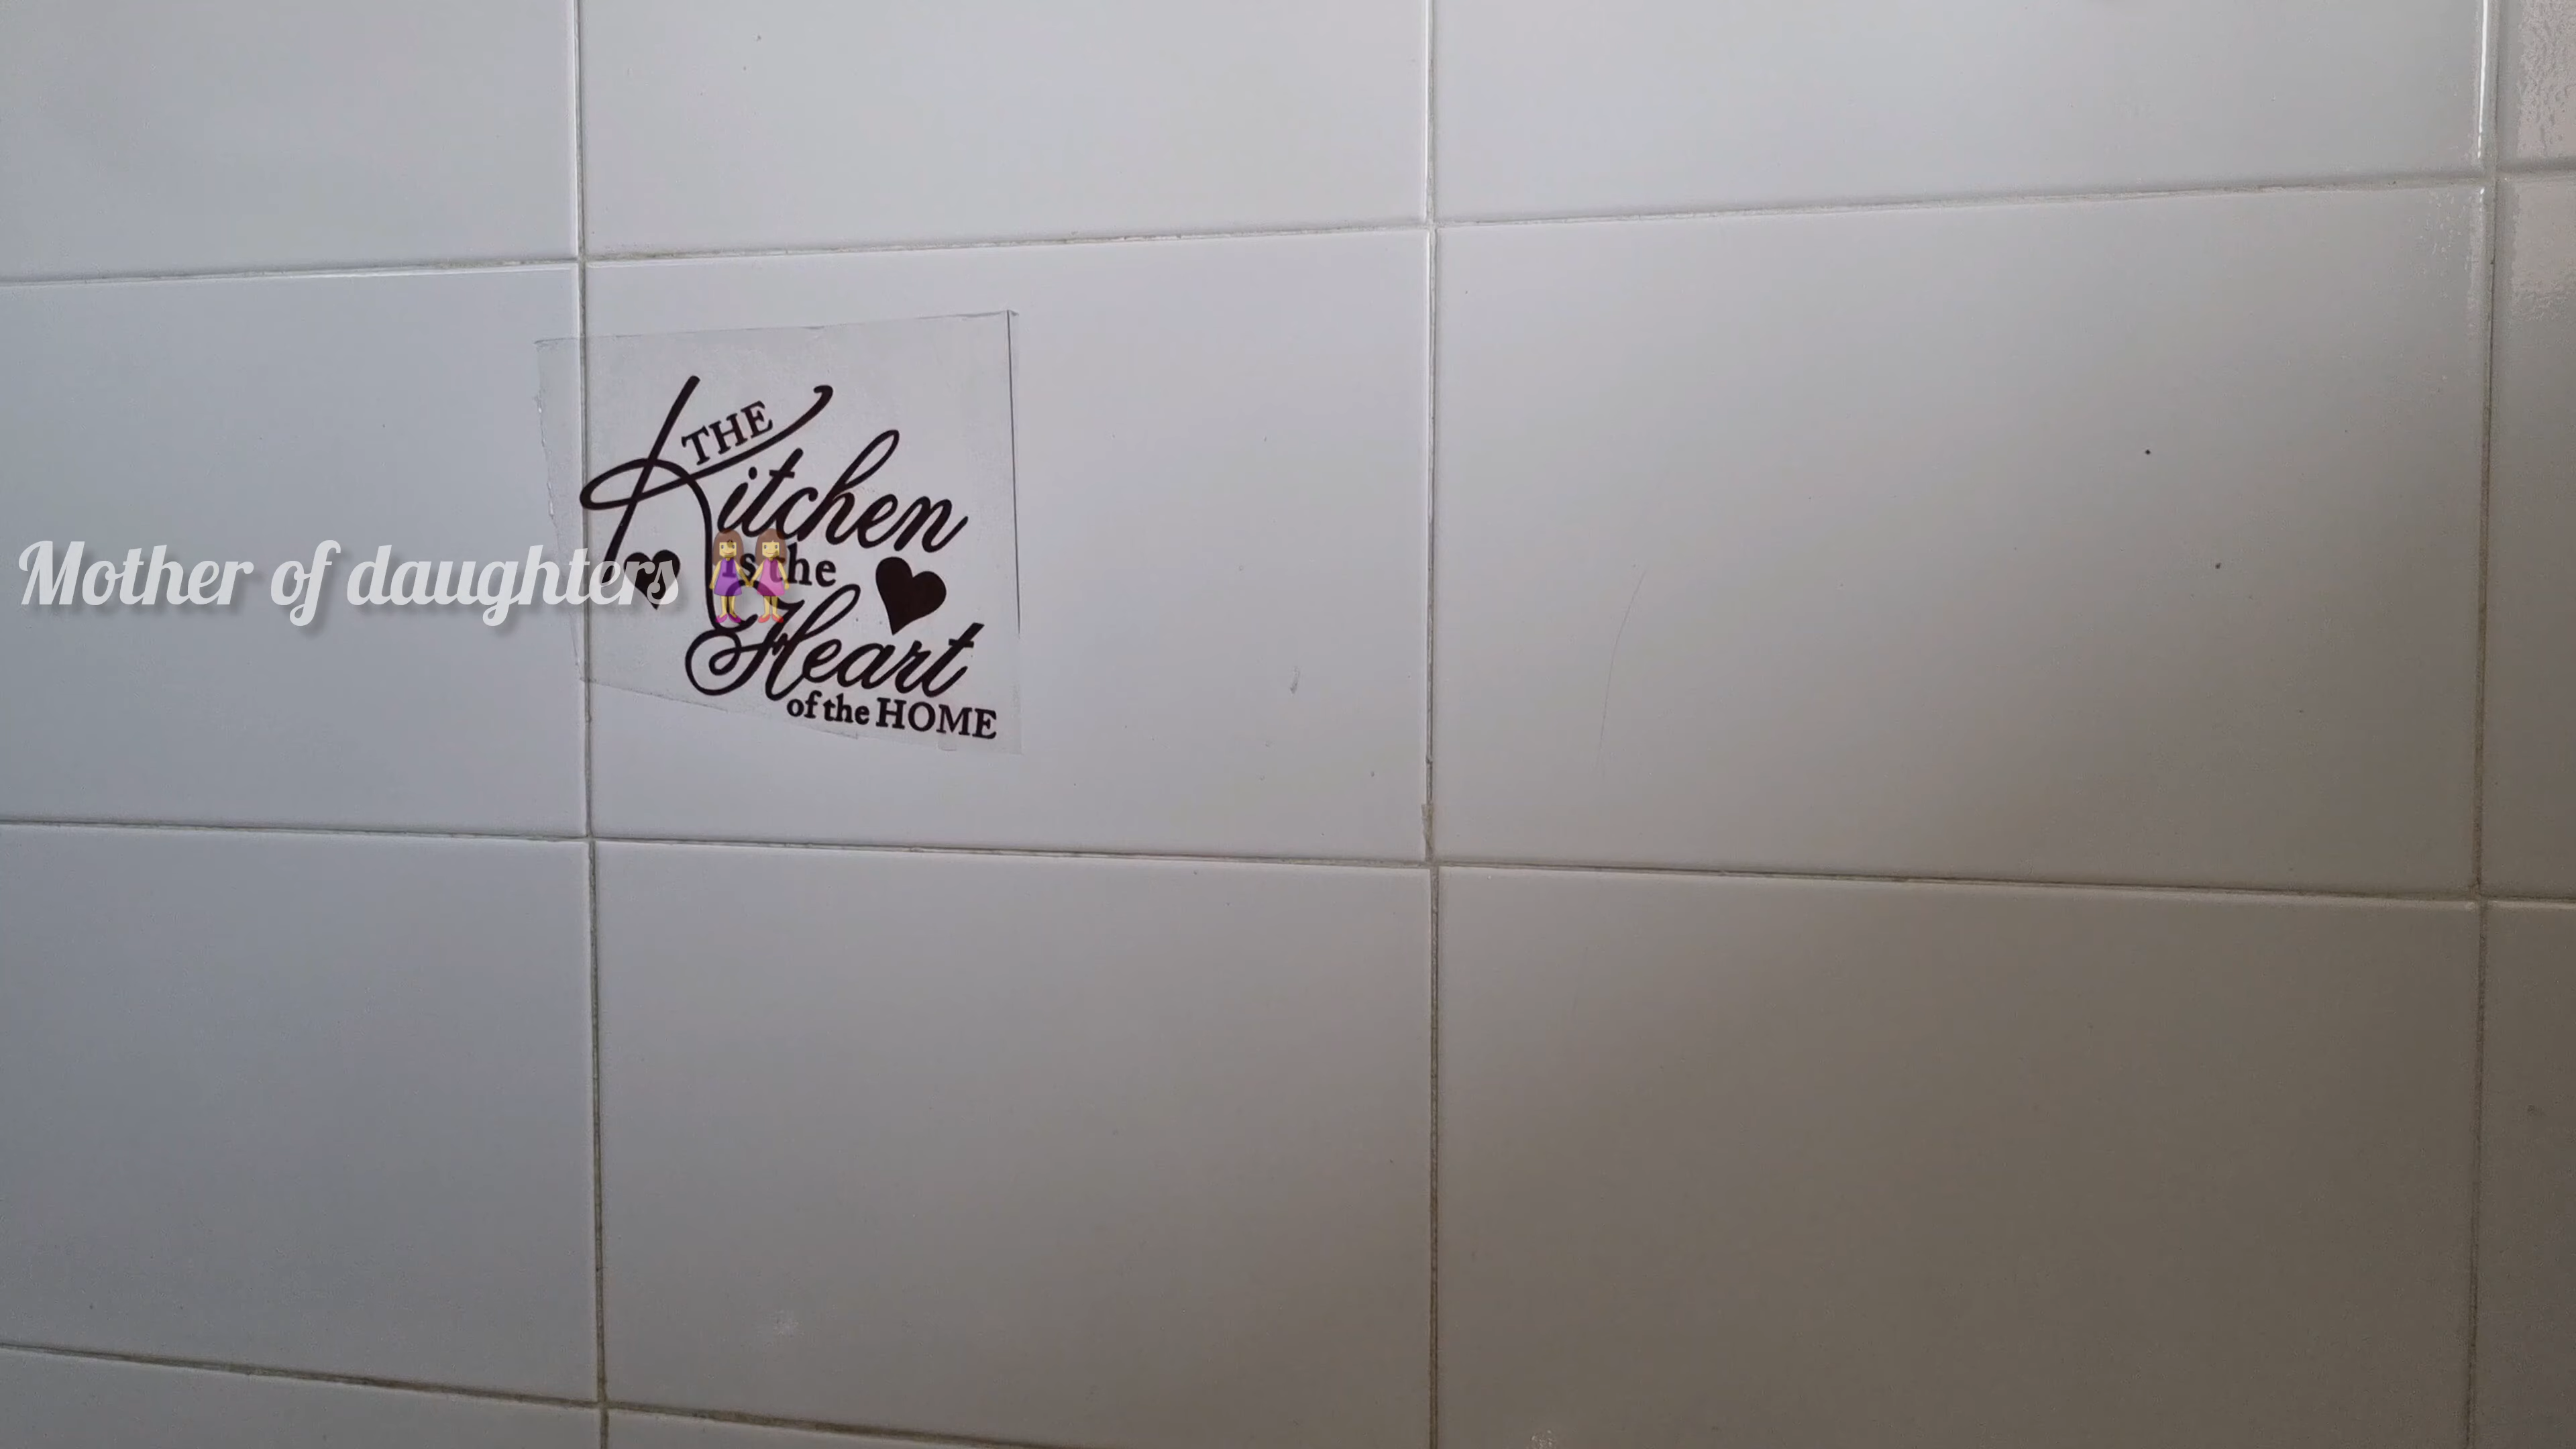 THE
Kitchen
is the
Heart
of the HOME
Mother of daughters 👭